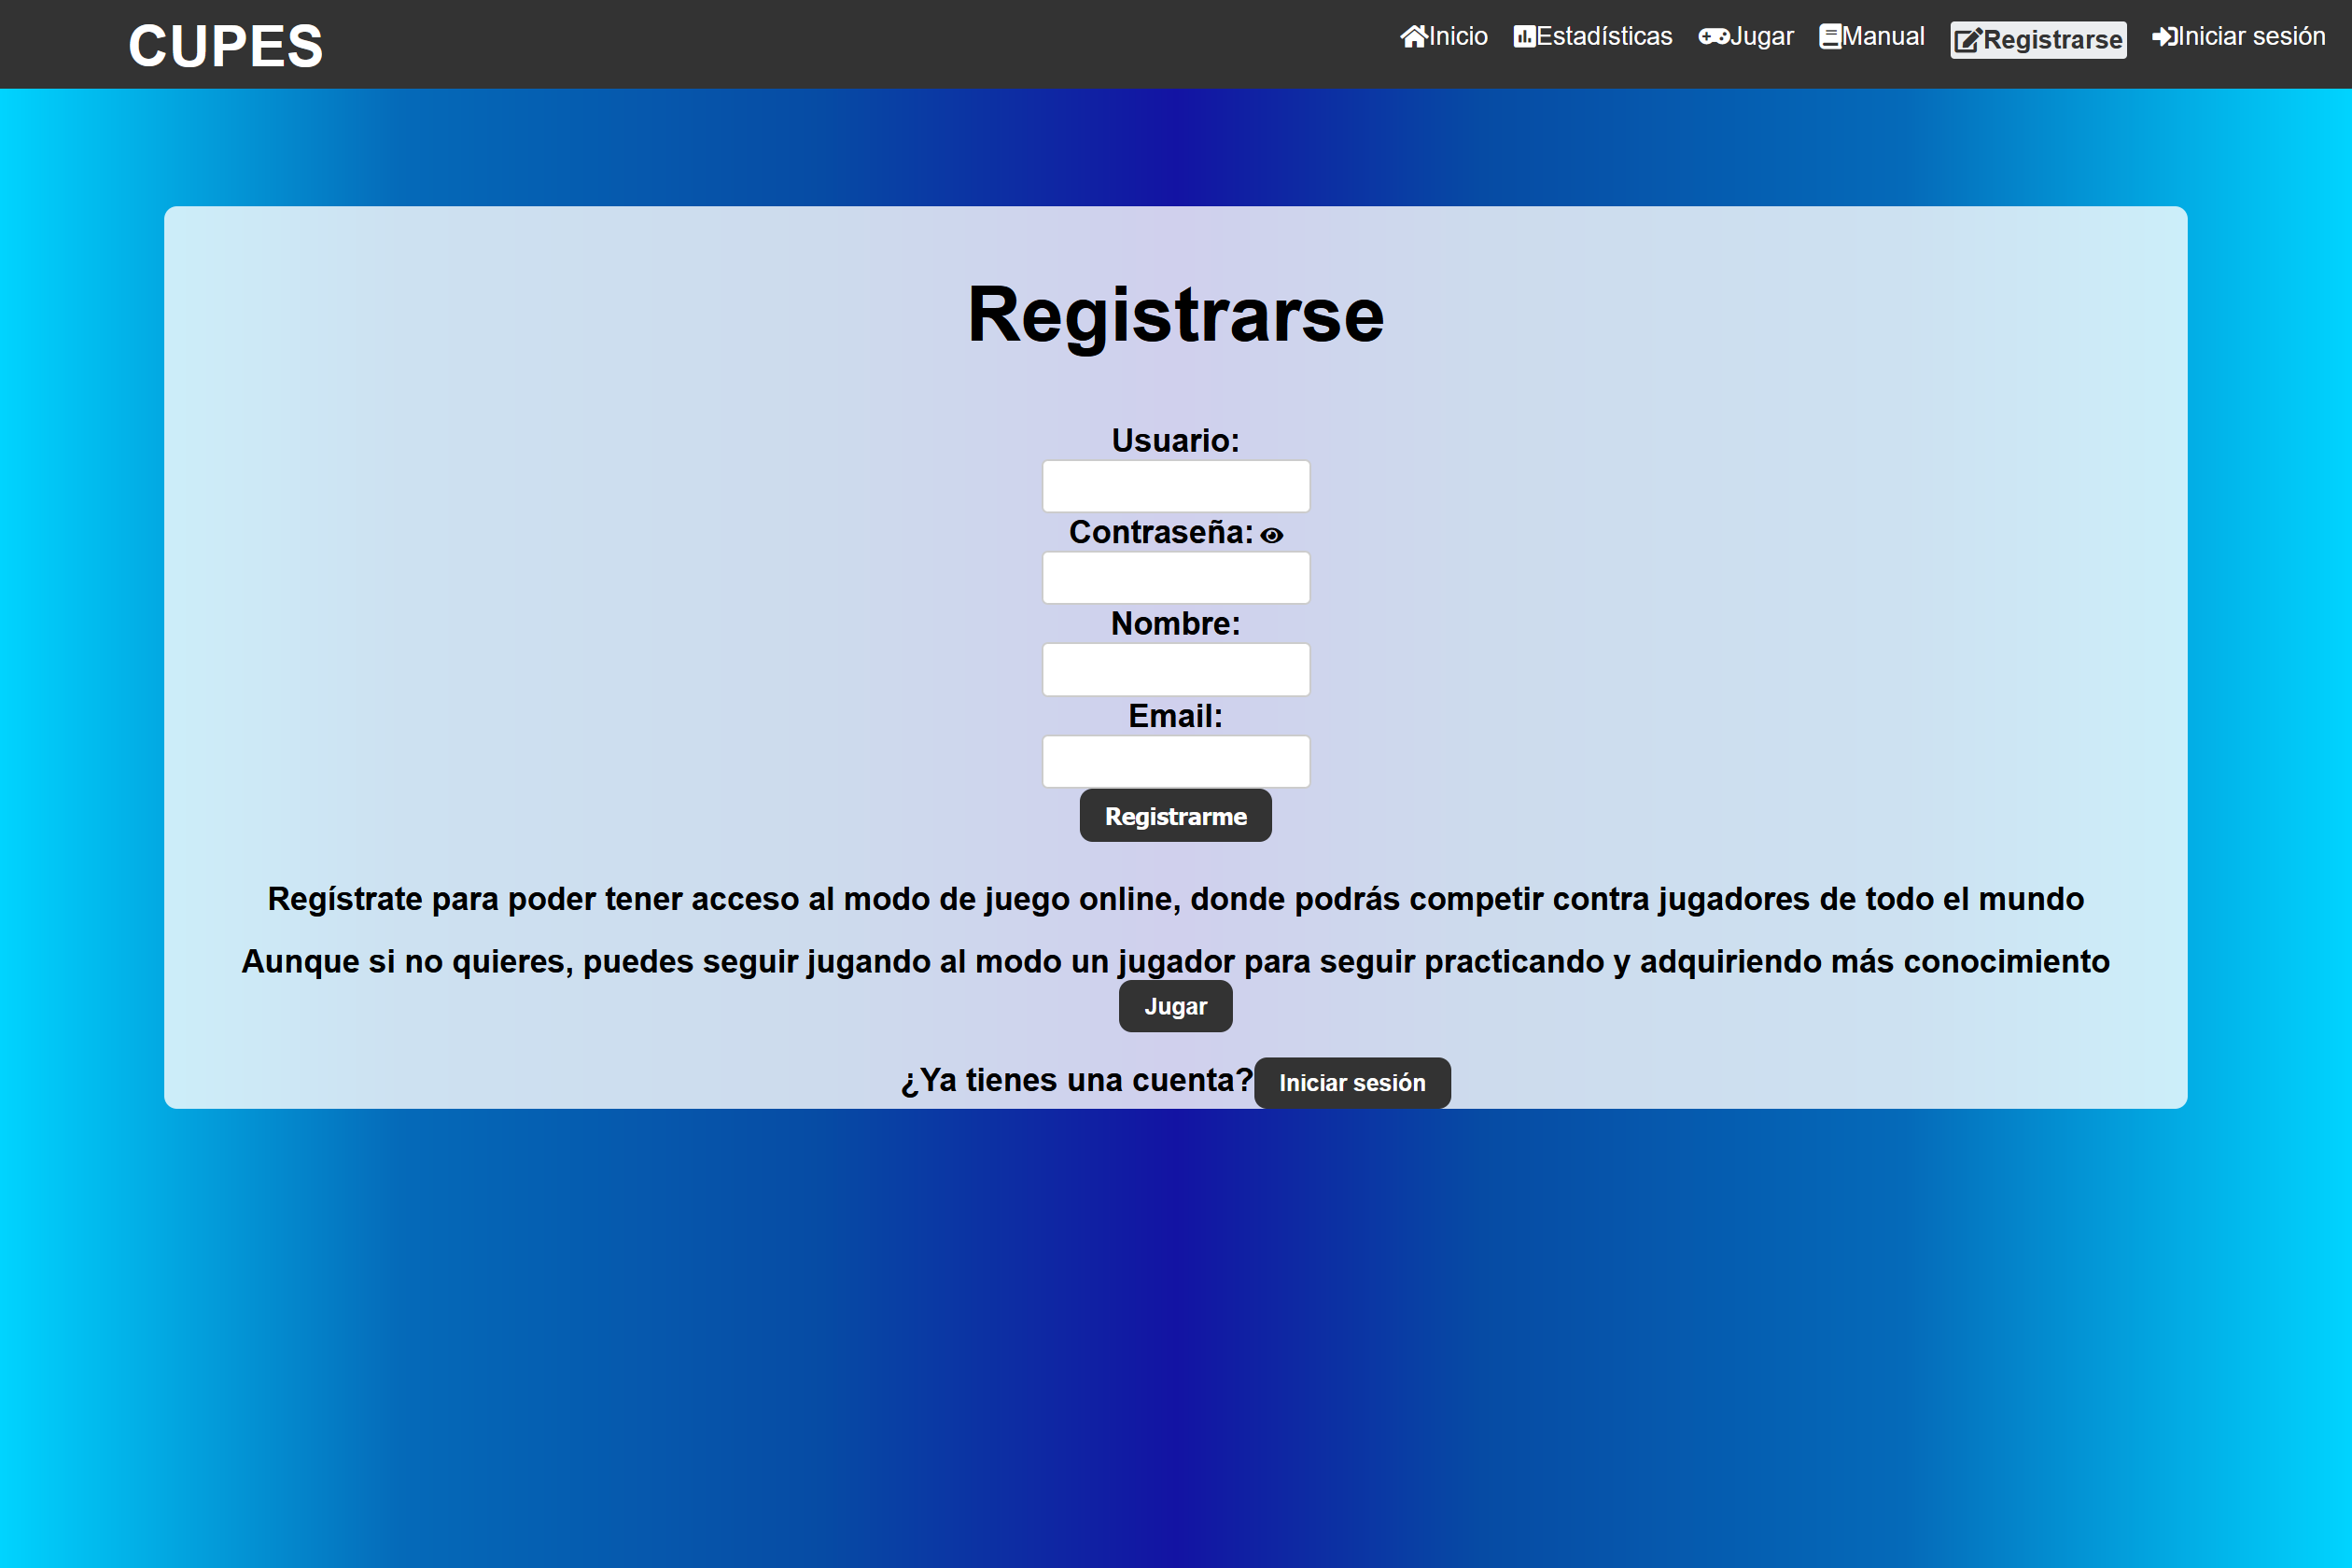 CUPES
Inicio
Estadísticas
Jugar
Manual
Registrarse
Iniciar sesión
Registrarse
Usuario:
Contraseña:
Nombre:
Email:
Registrarme
Regístrate para poder tener acceso al modo de juego online, donde podrás competir contra jugadores de todo el mundo
Aunque si no quieres, puedes seguir jugando al modo un jugador para seguir practicando y adquiriendo más conocimiento
Jugar
¿Ya tienes una cuenta? Iniciar sesión